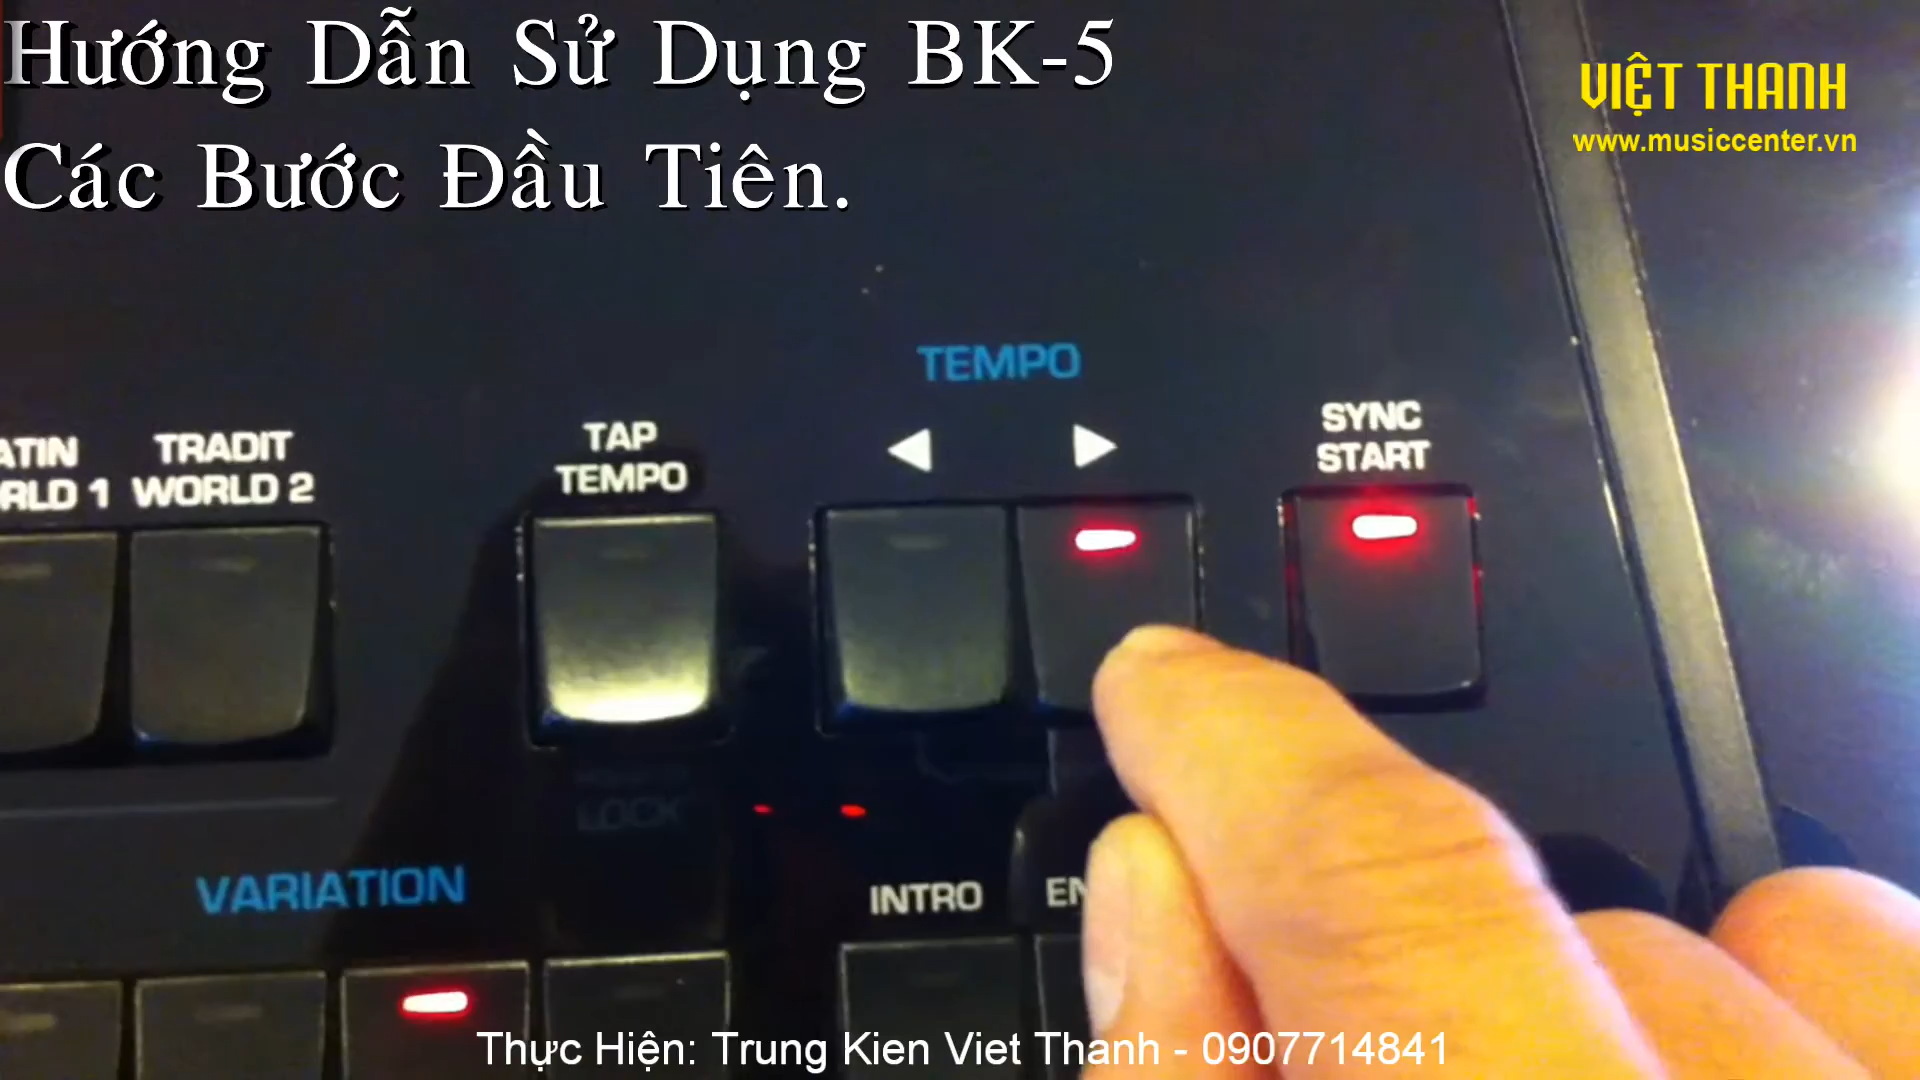 Hướng Dẫn Sử Dụng BK-5
Các Bước Đầu Tiên.
VIỆT THANH
www.musiccenter.vn
TEMPO
TRADIT
WORLD 2
TAP
TEMPO
SYNC
START
LOCK
VARIATION
INTRO
Thực Hiện: Trung Kien Viet Thanh - 0907714841